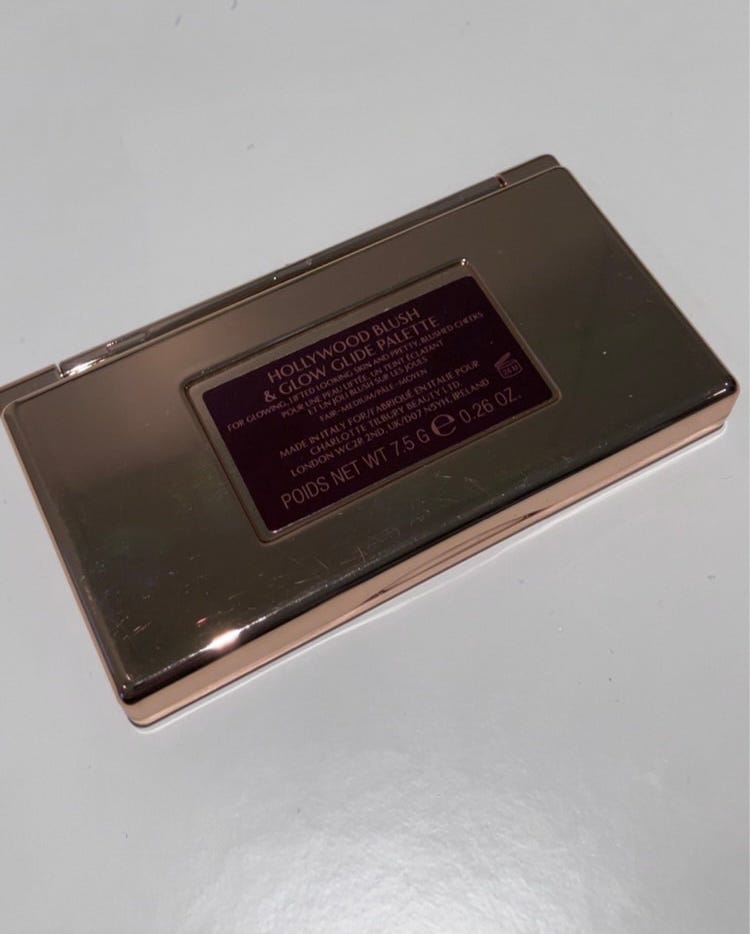 HOLLYWOOD BLUSH
& GLOW GLIDE PALETTE
FOR GLOWING, LIFTED LOOKING SKIN AND PRETTY, BLUSHED CHEEKS
POUR UNE PEAU LIFTÉE, UN TEINT ÉCLATANT
ET UN JOLI BLUSH SUR LES JOUES
FAIR-MEDIUM/PÂLE-MOYEN
MADE IN ITALY FOR/FABRIQUÉ EN ITALIE POUR
CHARLOTTE TILBURY BEAUTY LTD.
LONDON WC2R 2ND, UK/D07 N5YH, IRELAND
POIDS NET WT 7.5 G ℮ 0.26 OZ.
24 M